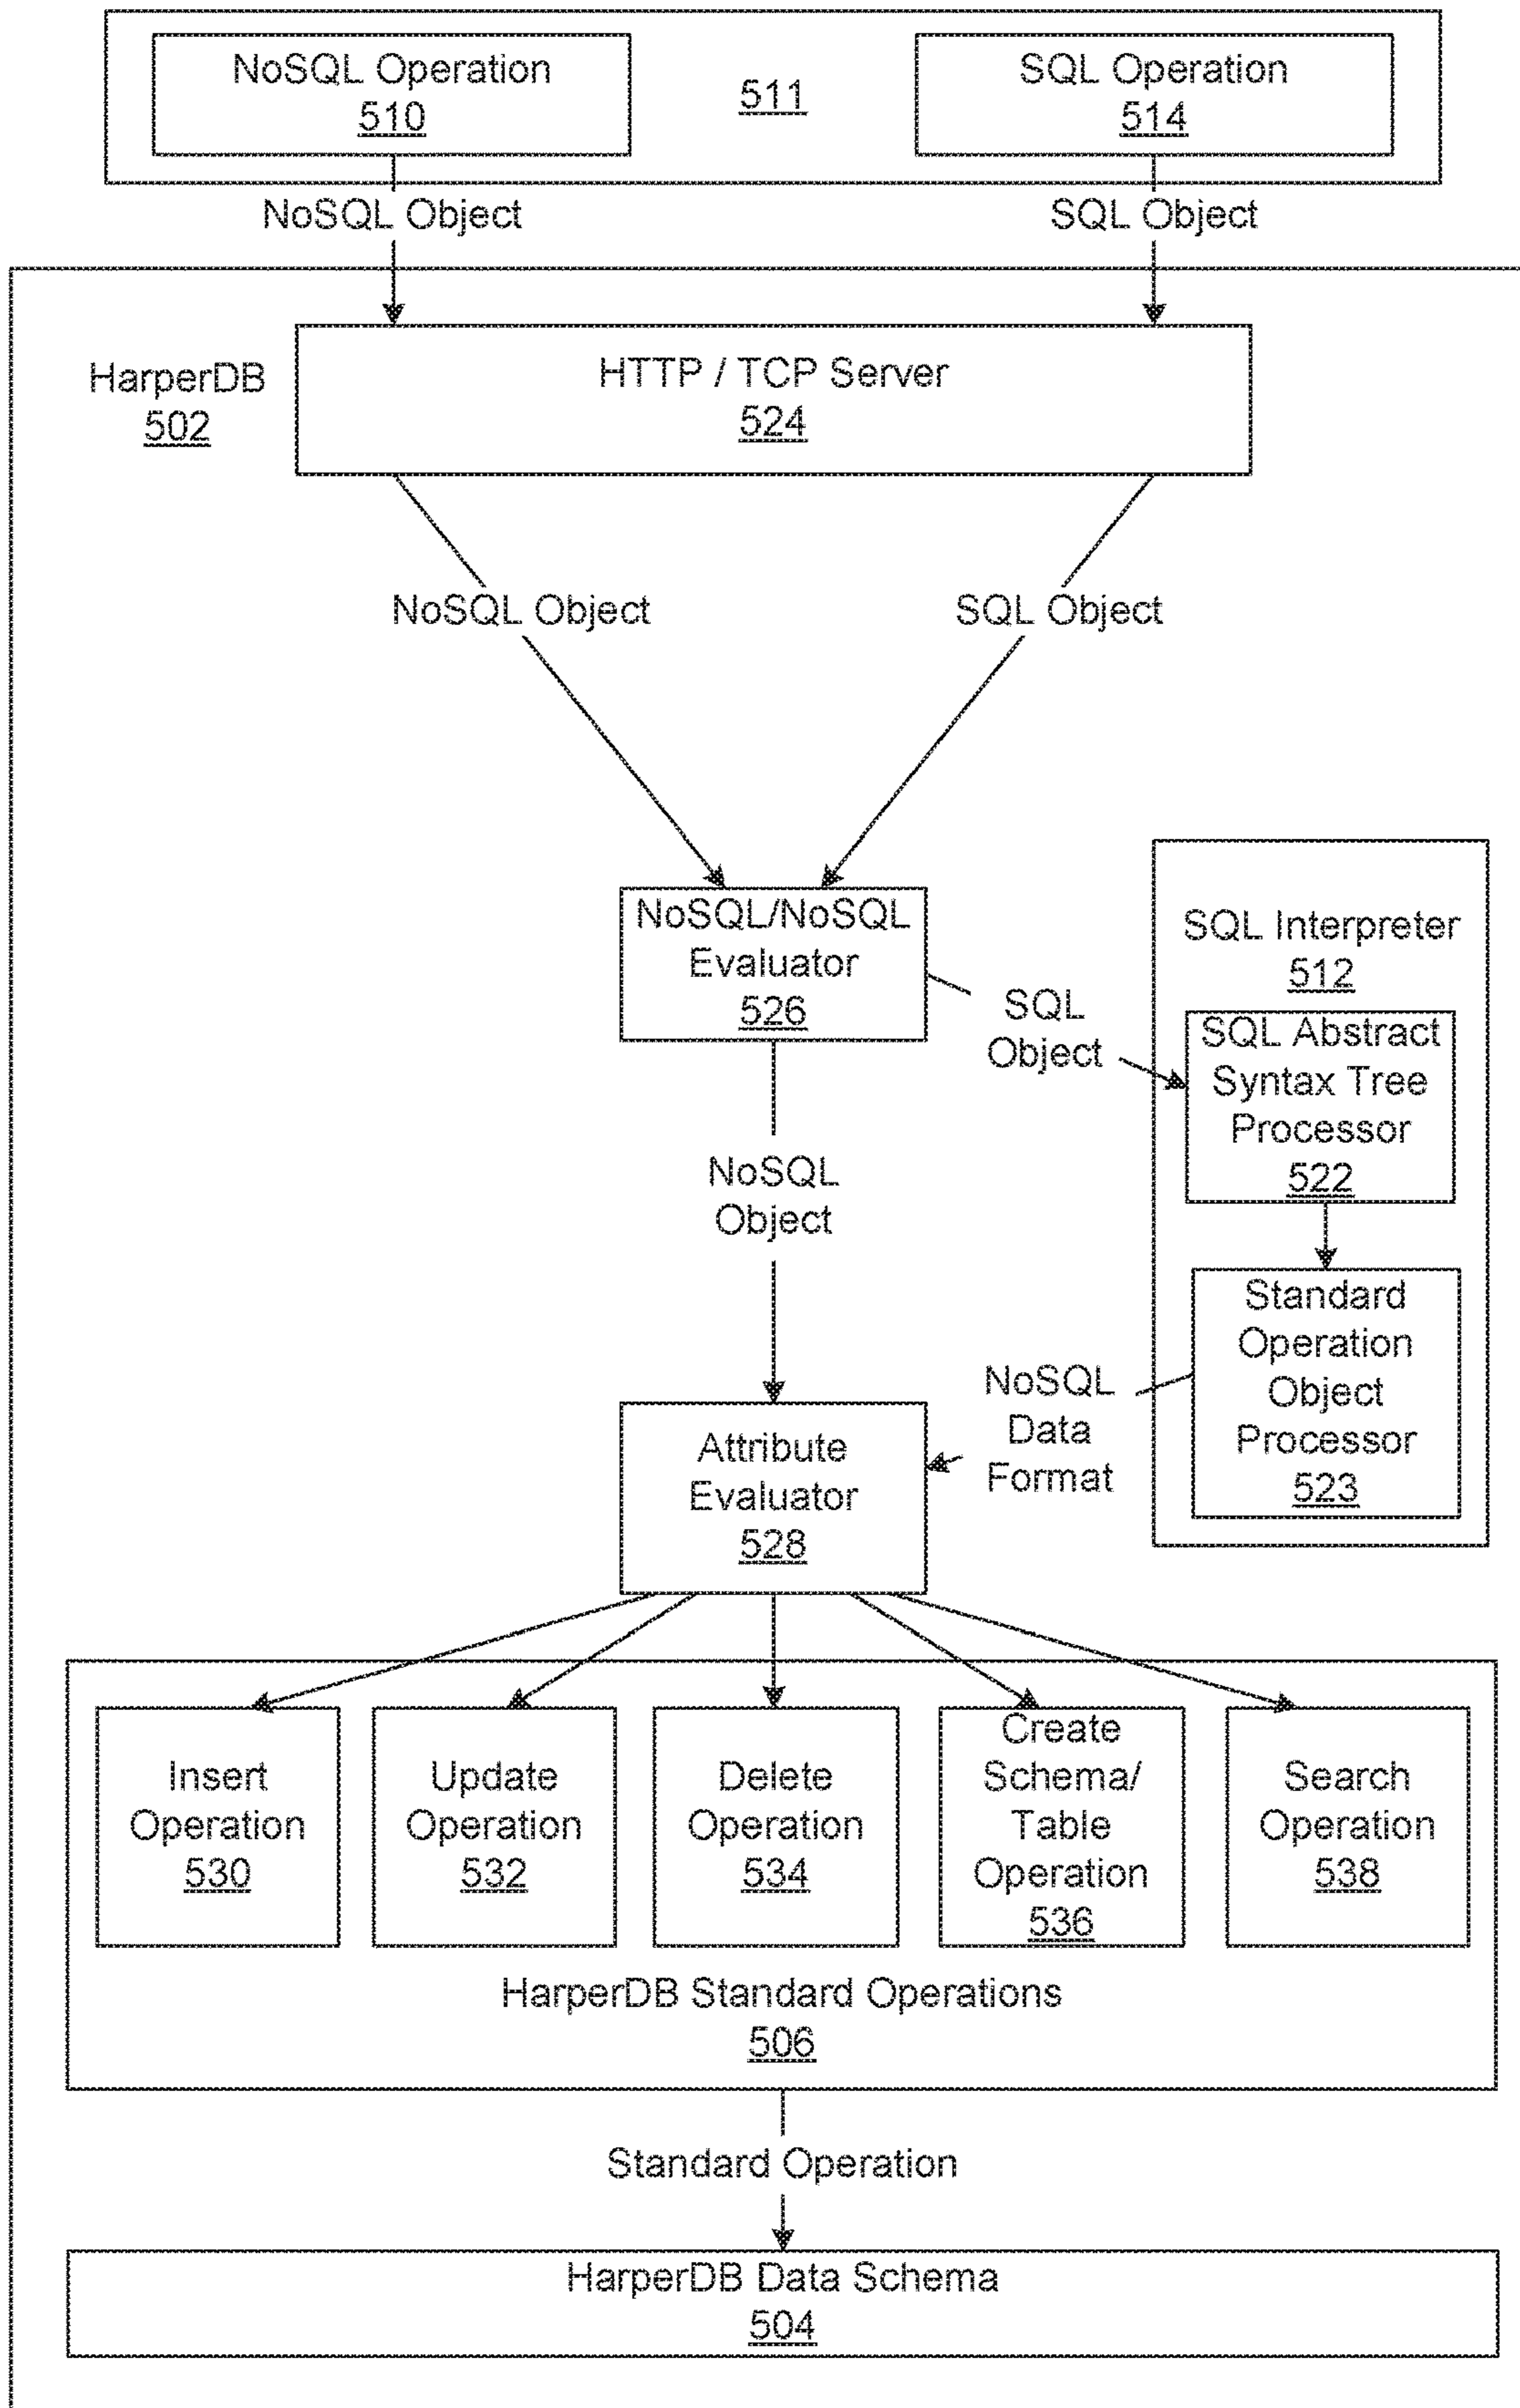 NoSQL Operation
510
511
SQL Operation
514
NoSQL Object
SQL Object
HarperDB
502
HTTP / TCP Server
524
NoSQL Object
SQL Object
NoSQL/NoSQL
Evaluator
526
SQL
Object
SQL Interpreter
512
SQL Abstract
Syntax Tree
Processor
522
NoSQL
Object
Standard
Operation
Object
Processor
523
NoSQL
Data
Format
Attribute
Evaluator
528
Insert
Operation
530
Update
Operation
532
Delete
Operation
534
Create
Schema/
Table
Operation
536
Search
Operation
538
HarperDB Standard Operations
506
Standard Operation
HarperDB Data Schema
504